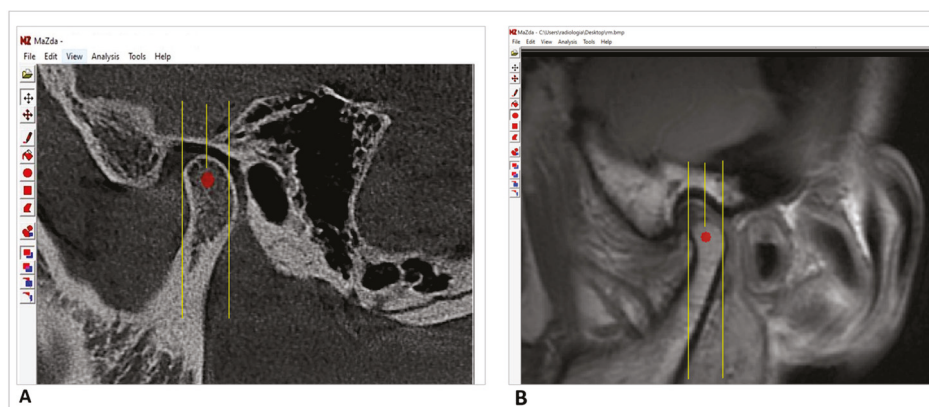 MaZda -
File Edit View Analysis Tools Help
A
MaZda - C:\Users\radiologia\Desktop\rm.bmp
File Edit View Analysis Tools Help
B